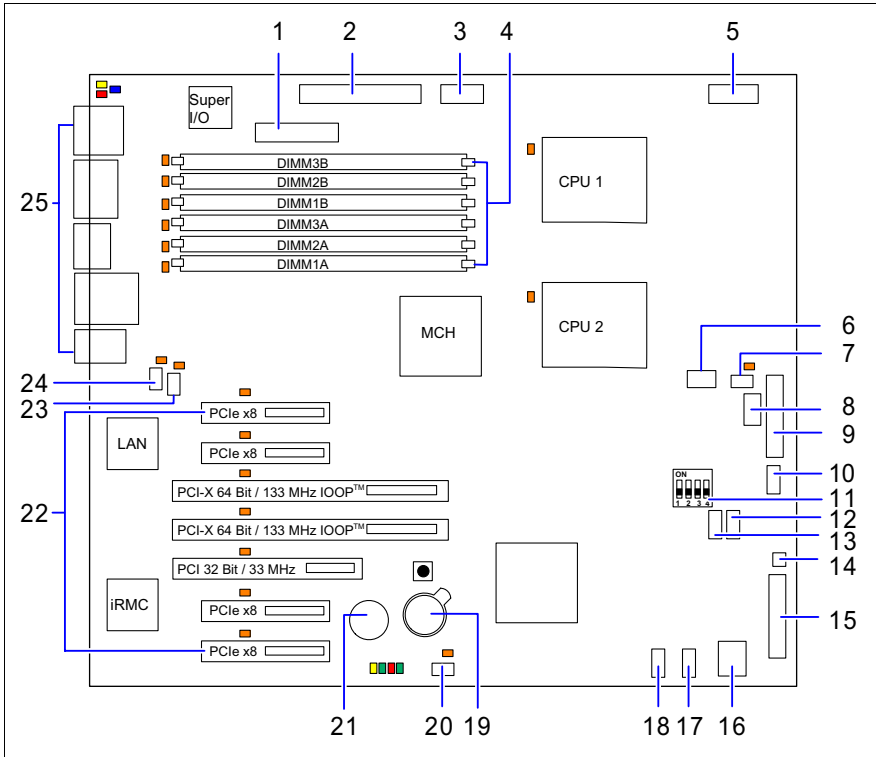 1 2 3 4 5
Super
I/O
DIMM3B
DIMM2B
DIMM1B
DIMM3A
DIMM2A
DIMM1A
CPU 1
25
MCH
CPU 2
6
7
24
23
8
PCIe x8
LAN
9
PCIe x8
10
ON
1 2 3 4
11
PCI-X 64 Bit / 133 MHz IOOP™
22
12
PCI-X 64 Bit / 133 MHz IOOP™
13
14
PCI 32 Bit / 33 MHz
iRMC
PCIe x8
15
PCIe x8
21 20 19 18 17 16